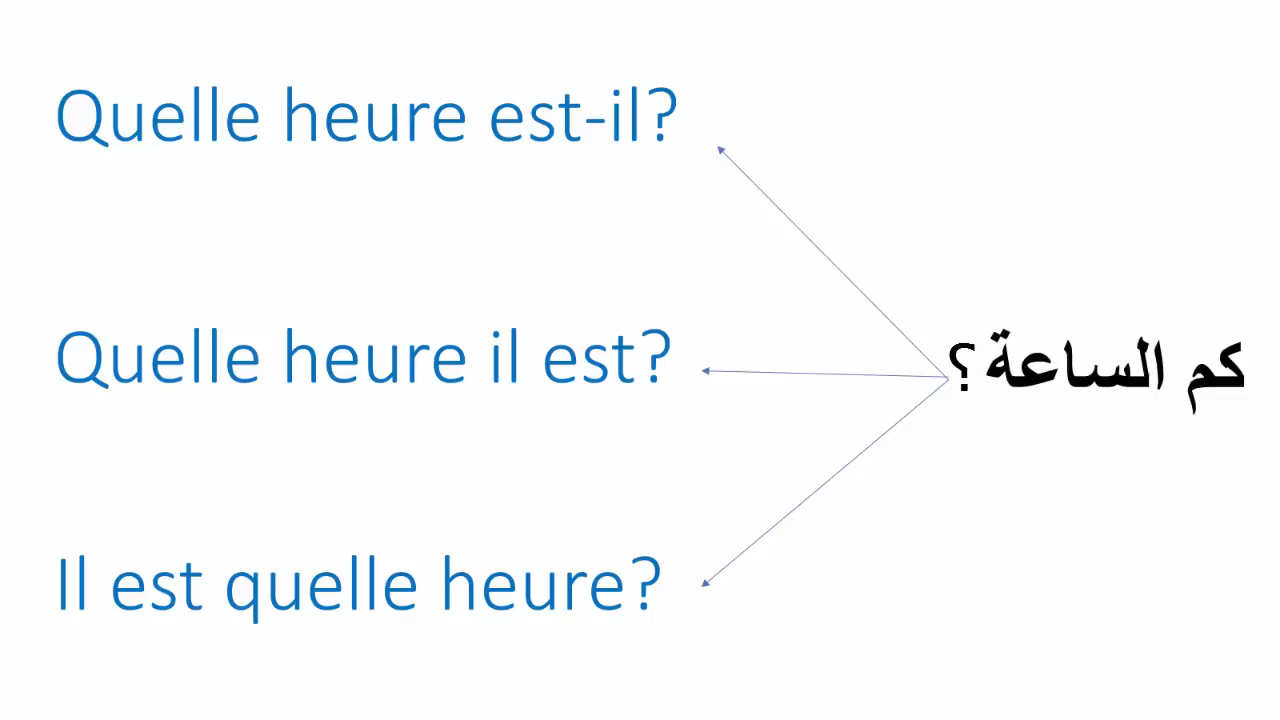 Quelle heure est-il?
Quelle heure il est?
كم الساعة؟
Il est quelle heure?